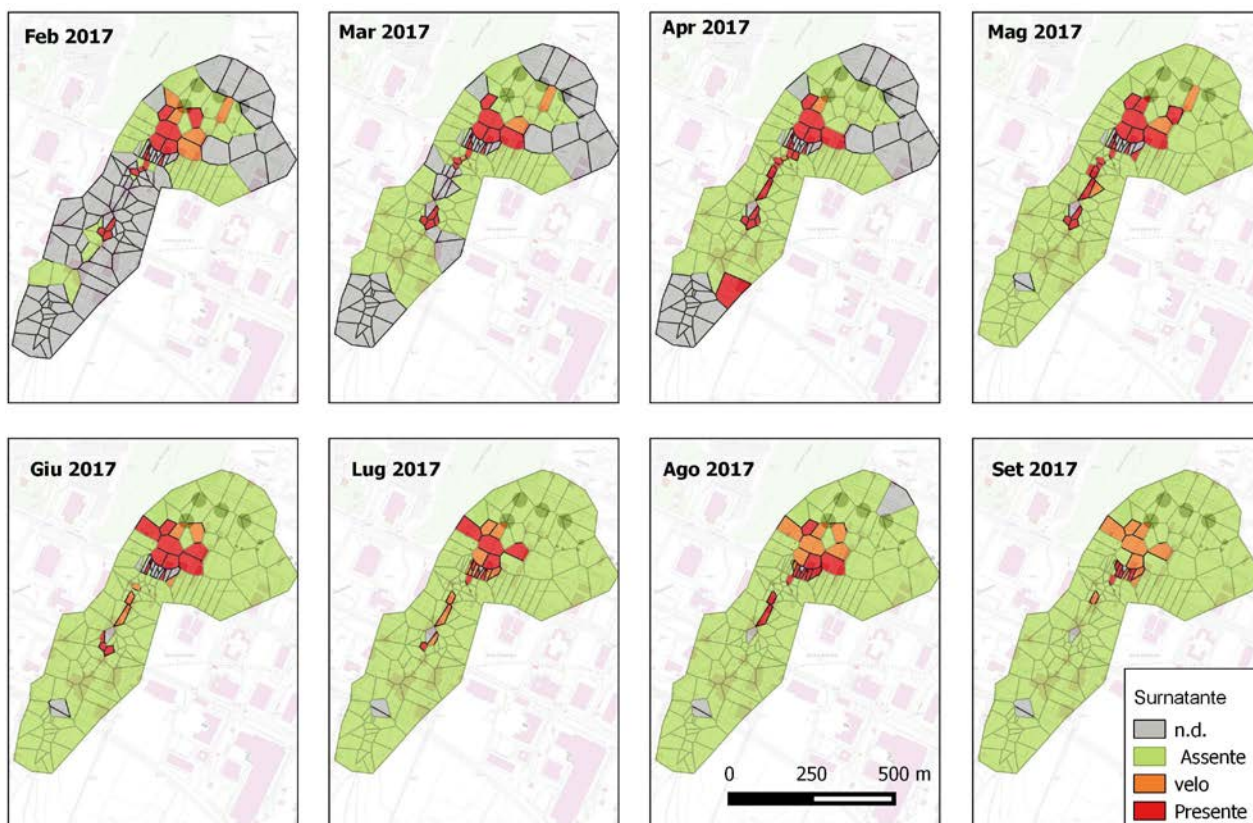 Feb 2017
Mar 2017
Apr 2017
Mag 2017
Giu 2017
Lug 2017
Ago 2017
Set 2017
0 250 500 m
Surnatante
n.d.
Assente
velo
Presente